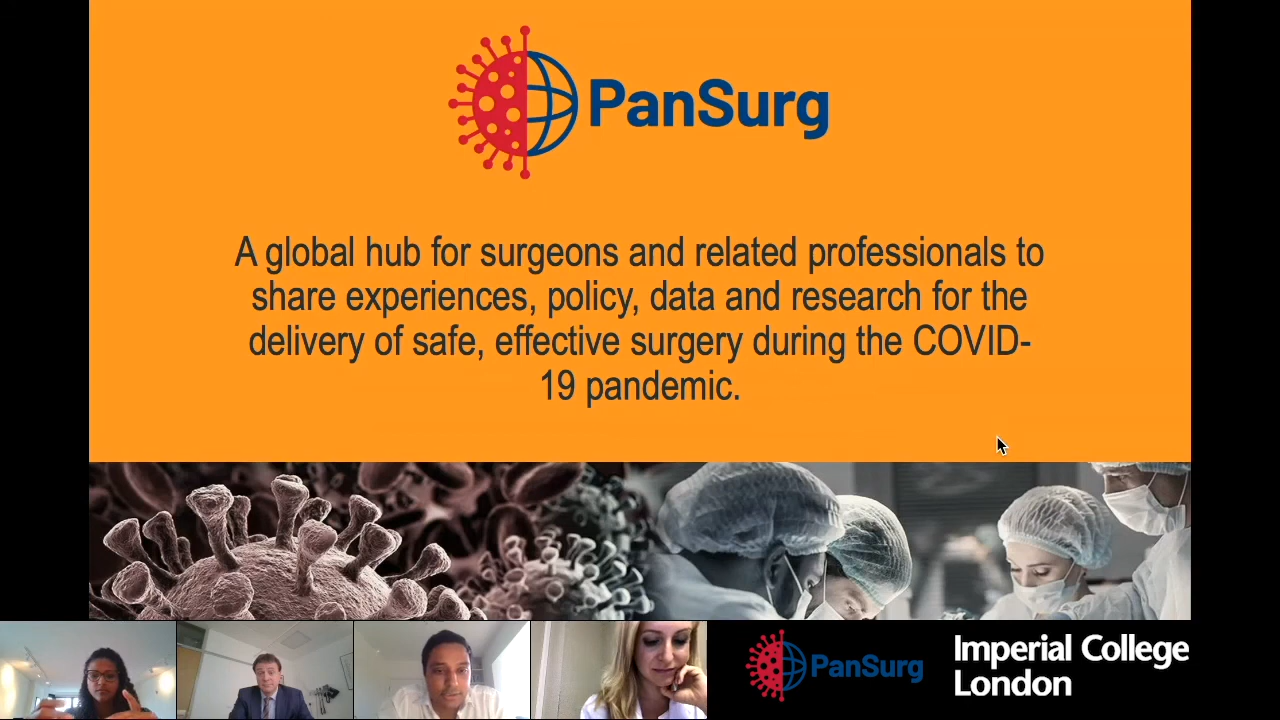 PanSurg
A global hub for surgeons and related professionals to
share experiences, policy, data and research for the
delivery of safe, effective surgery during the COVID-
19 pandemic.
PanSurg
Imperial College
London